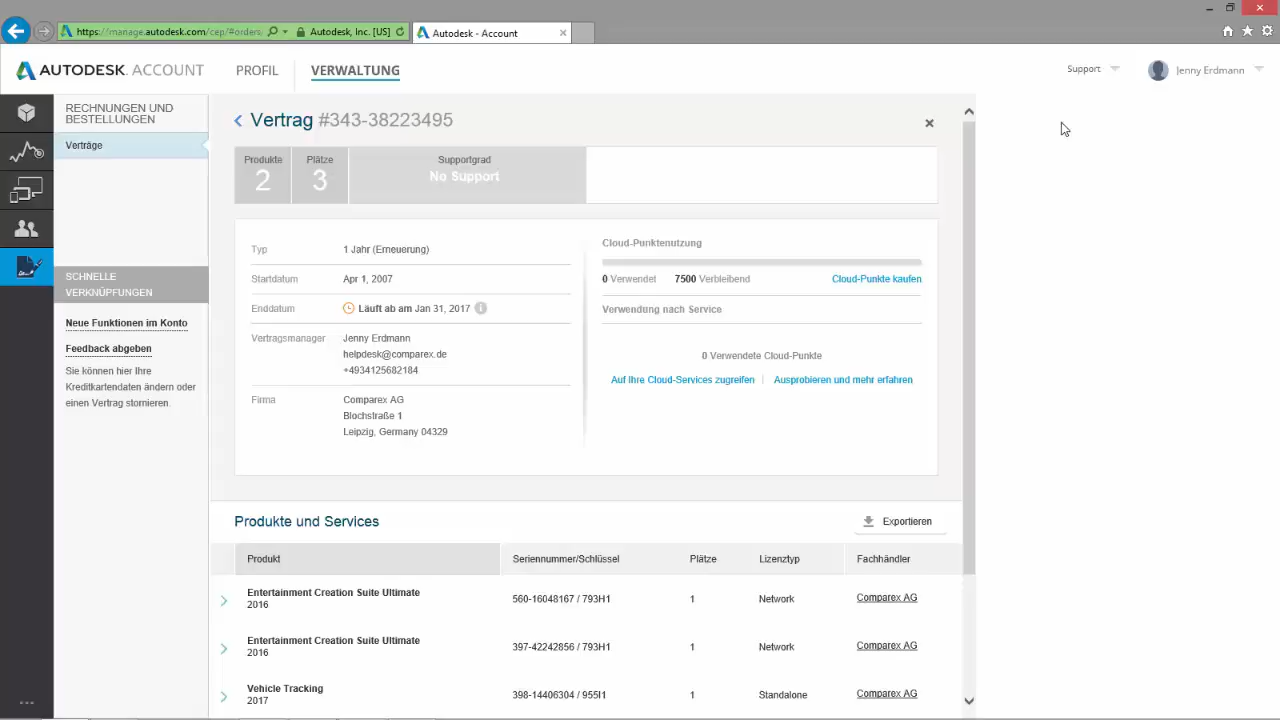 https://manage.autodesk.com/cep/#orders
Autodesk, Inc. [US]
Autodesk - Account
AUTODESK. ACCOUNT
PROFIL
VERWALTUNG
Support
Jenny Erdmann
RECHNUNGEN UND
BESTELLUNGEN
Verträge
SCHNELLE
VERKNÜPFUNGEN
Neue Funktionen im Konto
Feedback abgeben
Sie können hier Ihre
Kreditkartendaten ändern oder
einen Vertrag stornieren.
Vertrag #343-38223495
Produkte
2
Plätze
3
Supportgrad
No Support
Typ
1 Jahr (Erneuerung)
Startdatum
Apr 1, 2007
Enddatum
Läuft ab am Jan 31, 2017
Vertragsmanager
Jenny Erdmann
helpdesk@comparex.de
+4934125682184
Firma
Comparex AG
Blochstraße 1
Leipzig, Germany 04329
Cloud-Punktenutzung
0 Verwendet
7500 Verbleibend
Cloud-Punkte kaufen
Verwendung nach Service
0 Verwendete Cloud-Punkte
Auf Ihre Cloud-Services zugreifen
Ausprobieren und mehr erfahren
Produkte und Services
Exportieren
Produkt
Seriennummer/Schlüssel
Plätze
Lizenztyp
Fachhändler
Entertainment Creation Suite Ultimate
2016
560-16048167 / 793H1
1
Network
Comparex AG
Entertainment Creation Suite Ultimate
2016
397-42242856 / 793H1
1
Network
Comparex AG
Vehicle Tracking
2017
398-14406304 / 955I1
1
Standalone
Comparex AG